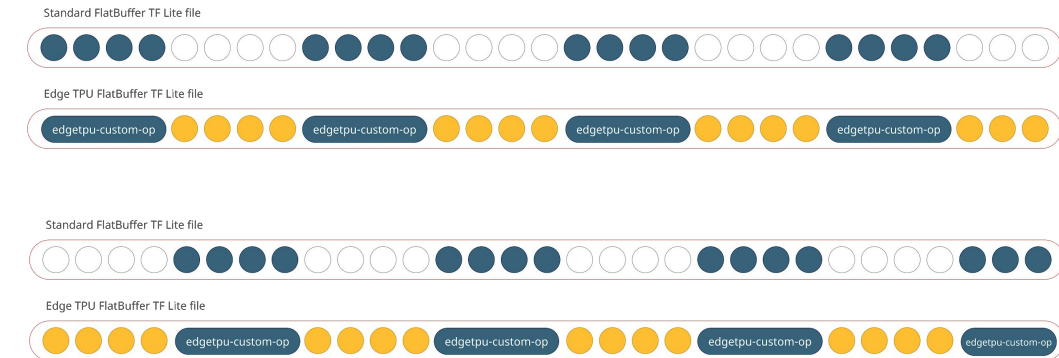 Standard FlatBuffer TF Lite file
Edge TPU FlatBuffer TF Lite file
edgetpu-custom-op edgetpu-custom-op edgetpu-custom-op edgetpu-custom-op
Standard FlatBuffer TF Lite file
Edge TPU FlatBuffer TF Lite file
edgetpu-custom-op edgetpu-custom-op edgetpu-custom-op edgetpu-custom-op